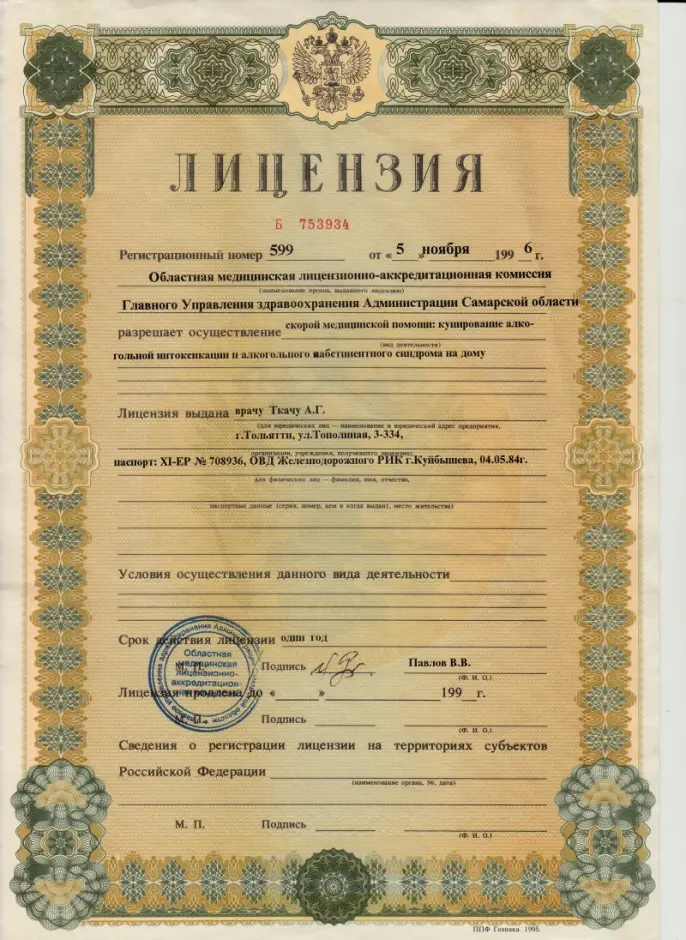 ЛИЦЕНЗИЯ
Б 753934
Регистрационный номер 599 от « 5 » ноября 199 6 г.
Областная медицинская лицензионно-аккредитационная комиссия
(наименование органа, выдавшего лицензию)
Главного Управления здравоохранения Администрации Самарской области
разрешает осуществление скорой медицинской помощи: купирование алко-
(вид деятельности)
гольной интоксикации и алкогольного абстинентного синдрома на дому
Лицензия выдана врачу Ткачу А.Г.
(для юридических лиц — наименование и юридический адрес предприятия,
г.Тольятти, ул.Тополиная, 3-334,
организации, учреждения, получившего лицензию;
паспорт: XI-ЕР № 708936, ОВД Железнодорожного РИК г.Куйбышева, 04.05.84г.
для физических лиц — фамилия, имя, отчество,
паспортные данные (серия, номер, кем и когда выдан), место жительства)
Условия осуществления данного вида деятельности
Срок действия лицензии один год
Областная
медицинская
лицензионно-
аккредитацион-
М. П. Подпись Павлов В.В.
(Ф. И. О.)
Лицензия продлена до « » 199 г.
М. П. Подпись
(Ф. И. О.)
Сведения о регистрации лицензии на территориях субъектов
Российской Федерации
(наименование органа, №, дата)
М. П. Подпись
(Ф. И. О.)
ППФ Гознака. 1995.